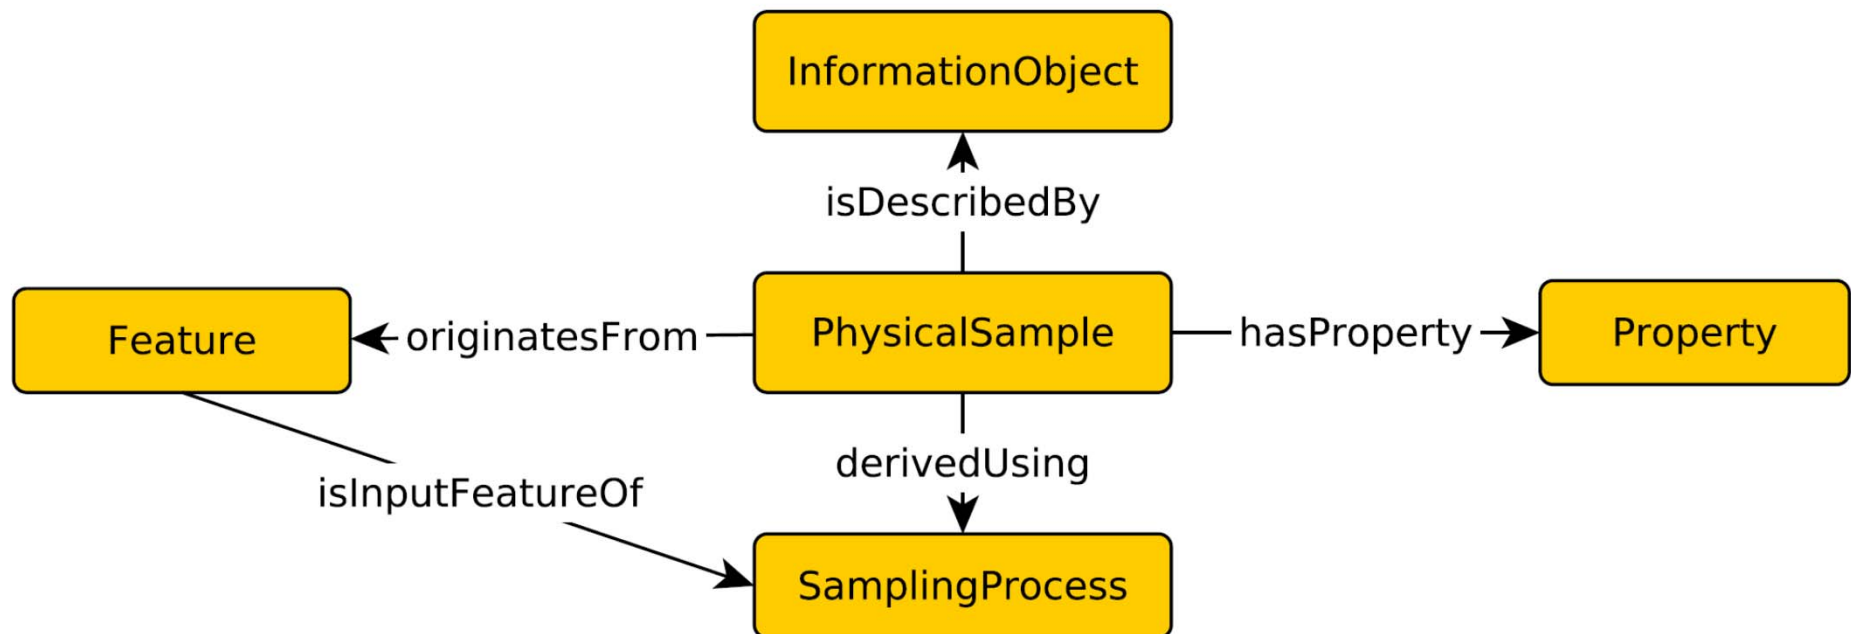 InformationObject
isDescribedBy
Feature
originatesFrom
PhysicalSample
hasProperty
Property
derivedUsing
isInputFeatureOf
SamplingProcess